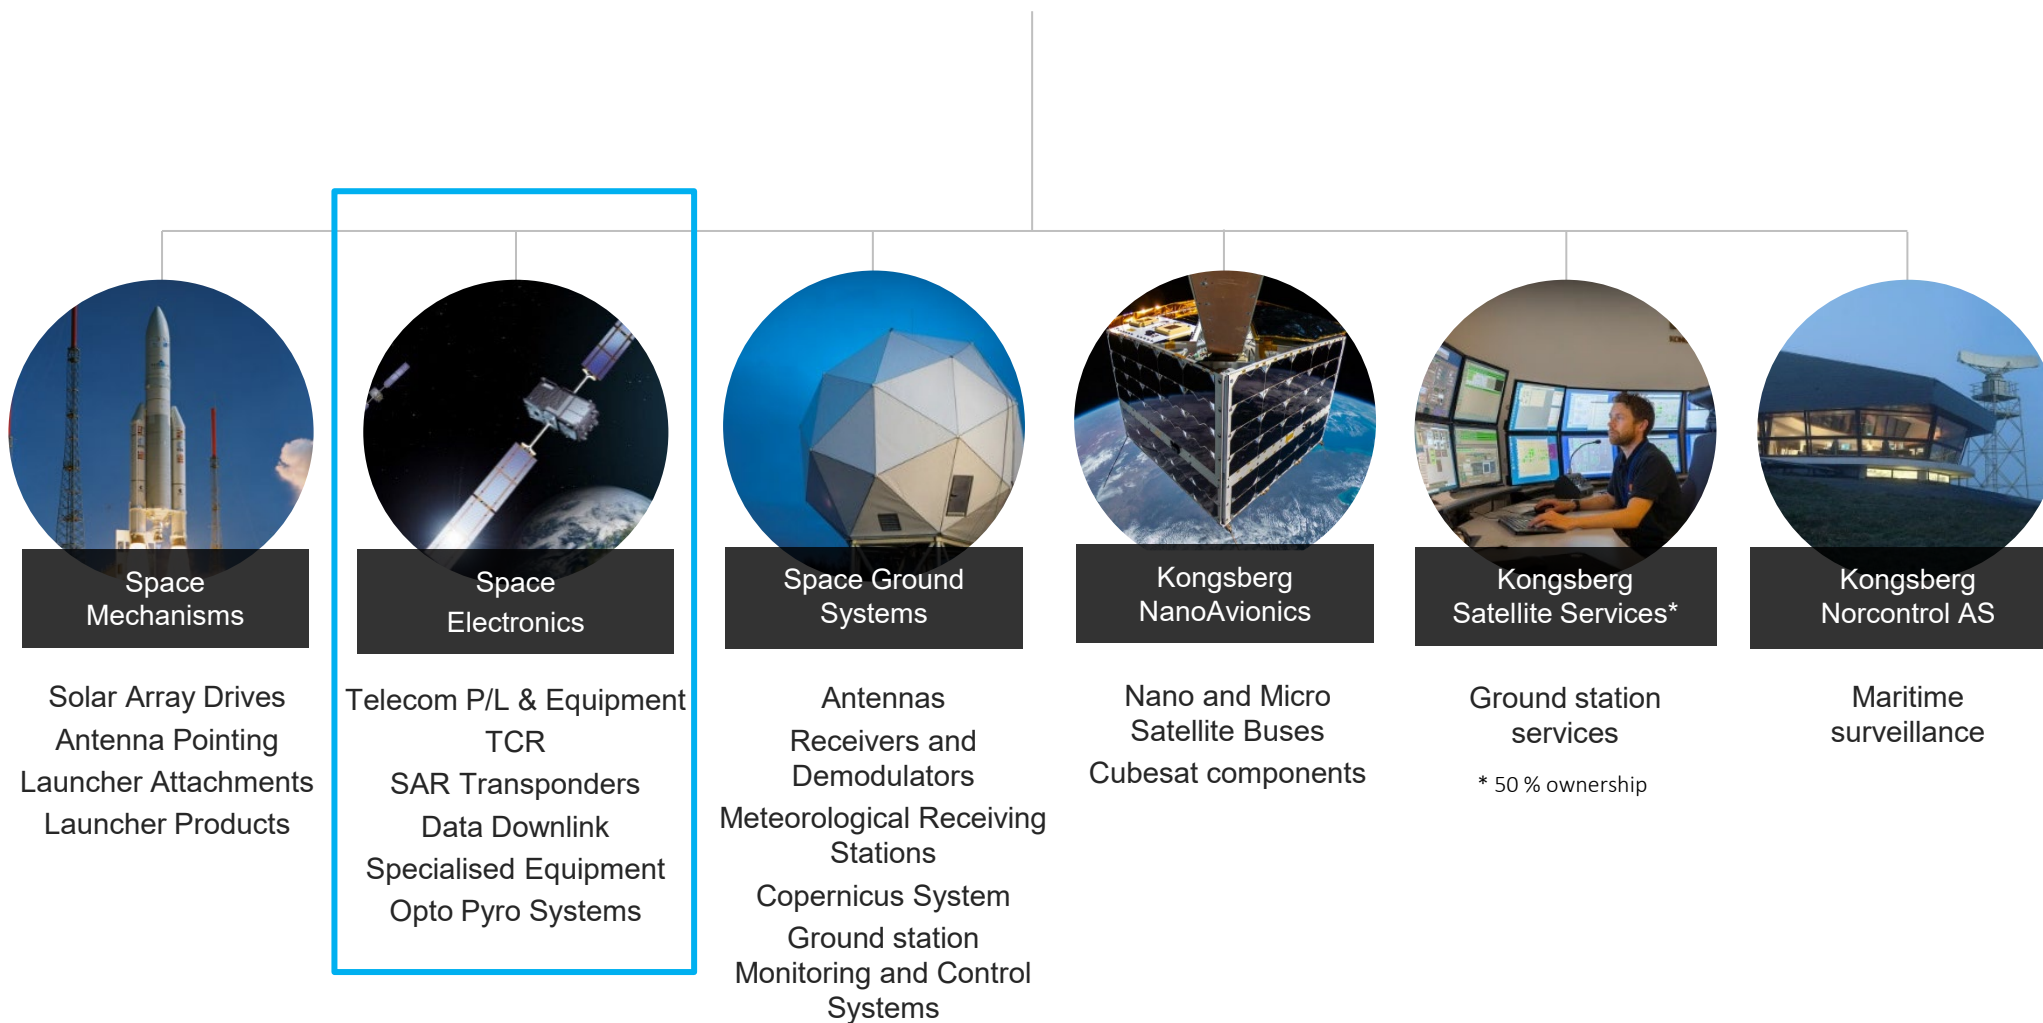 Space
Mechanisms
Solar Array Drives
Antenna Pointing
Launcher Attachments
Launcher Products
Space
Electronics
Telecom P/L & Equipment
TCR
SAR Transponders
Data Downlink
Specialised Equipment
Opto Pyro Systems
Space Ground
Systems
Antennas
Receivers and
Demodulators
Meteorological Receiving
Stations
Copernicus System
Ground station
Monitoring and Control
Systems
Kongsberg
NanoAvionics
Nano and Micro
Satellite Buses
Cubesat components
Kongsberg
Satellite Services*
Ground station
services
* 50 % ownership
Kongsberg
Norcontrol AS
Maritime
surveillance